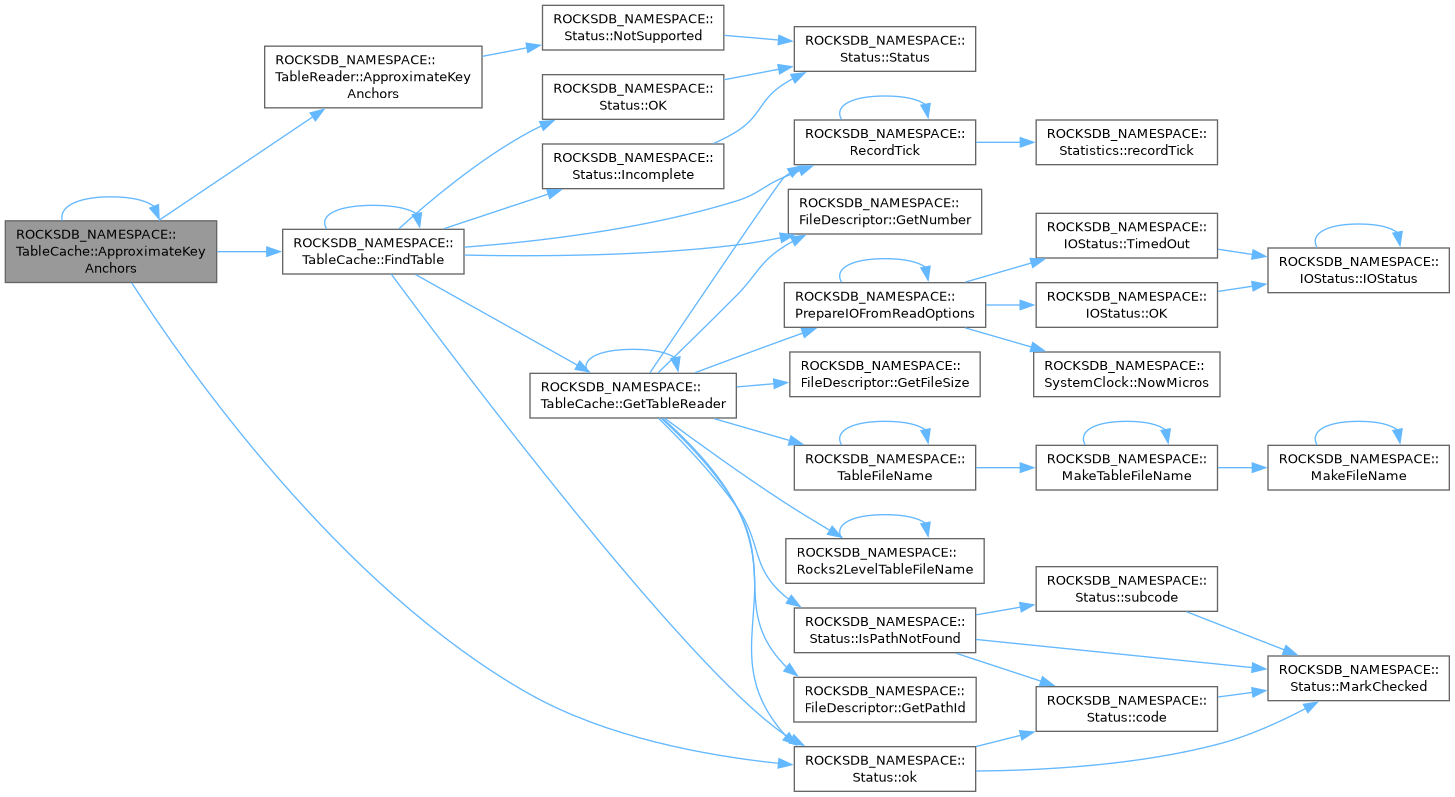 ROCKSDB_NAMESPACE::
TableCache::ApproximateKey
Anchors
ROCKSDB_NAMESPACE::
TableReader::ApproximateKey
Anchors
ROCKSDB_NAMESPACE::
TableCache::FindTable
ROCKSDB_NAMESPACE::
Status::NotSupported
ROCKSDB_NAMESPACE::
Status::OK
ROCKSDB_NAMESPACE::
Status::Incomplete
ROCKSDB_NAMESPACE::
TableCache::GetTableReader
ROCKSDB_NAMESPACE::
Status::Status
ROCKSDB_NAMESPACE::
RecordTick
ROCKSDB_NAMESPACE::
FileDescriptor::GetNumber
ROCKSDB_NAMESPACE::
PrepareIOFromReadOptions
ROCKSDB_NAMESPACE::
FileDescriptor::GetFileSize
ROCKSDB_NAMESPACE::
TableFileName
ROCKSDB_NAMESPACE::
Rocks2LevelTableFileName
ROCKSDB_NAMESPACE::
Status::IsPathNotFound
ROCKSDB_NAMESPACE::
FileDescriptor::GetPathId
ROCKSDB_NAMESPACE::
Status::ok
ROCKSDB_NAMESPACE::
Statistics::recordTick
ROCKSDB_NAMESPACE::
IOStatus::TimedOut
ROCKSDB_NAMESPACE::
IOStatus::OK
ROCKSDB_NAMESPACE::
SystemClock::NowMicros
ROCKSDB_NAMESPACE::
MakeTableFileName
ROCKSDB_NAMESPACE::
Status::subcode
ROCKSDB_NAMESPACE::
Status::code
ROCKSDB_NAMESPACE::
IOStatus::IOStatus
ROCKSDB_NAMESPACE::
MakeFileName
ROCKSDB_NAMESPACE::
Status::MarkChecked